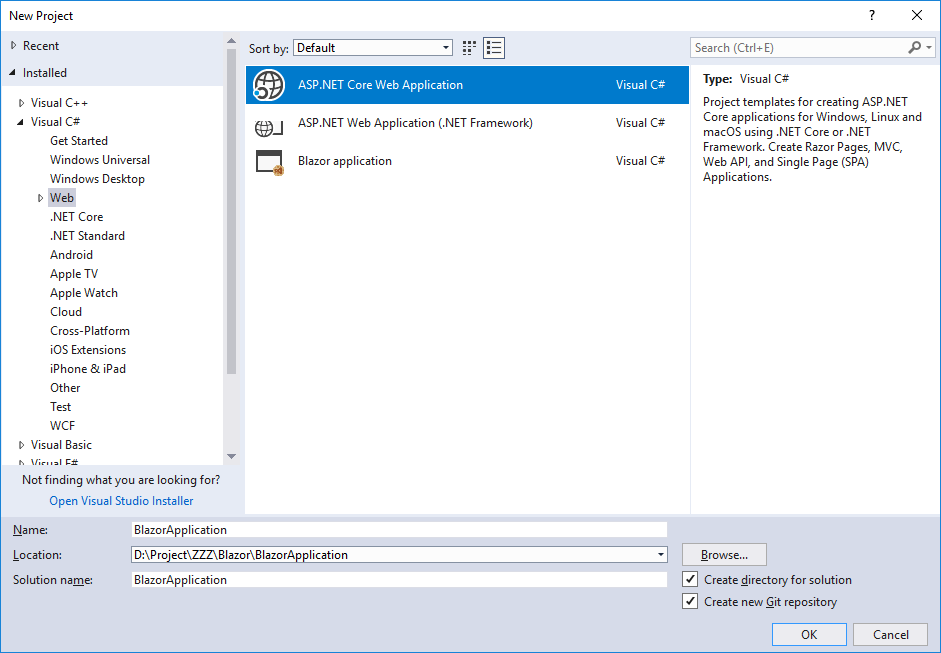 New Project
?
Recent
Installed
Visual C++
Visual C#
Get Started
Windows Universal
Windows Desktop
Web
.NET Core
.NET Standard
Android
Apple TV
Apple Watch
Cloud
Cross-Platform
iOS Extensions
iPhone & iPad
Other
Test
WCF
Visual Basic
Visual F#
Not finding what you are looking for?
Open Visual Studio Installer
Sort by: Default
ASP.NET Core Web Application Visual C#
ASP.NET Web Application (.NET Framework) Visual C#
Blazor application Visual C#
Search (Ctrl+E)
Type: Visual C#
Project templates for creating ASP.NET
Core applications for Windows, Linux and
macOS using .NET Core or .NET
Framework. Create Razor Pages, MVC,
Web API, and Single Page (SPA)
Applications.
Name: BlazorApplication
Location: D:\Project\ZZZ\Blazor\BlazorApplication
Browse...
Solution name: BlazorApplication
Create directory for solution
Create new Git repository
OK Cancel